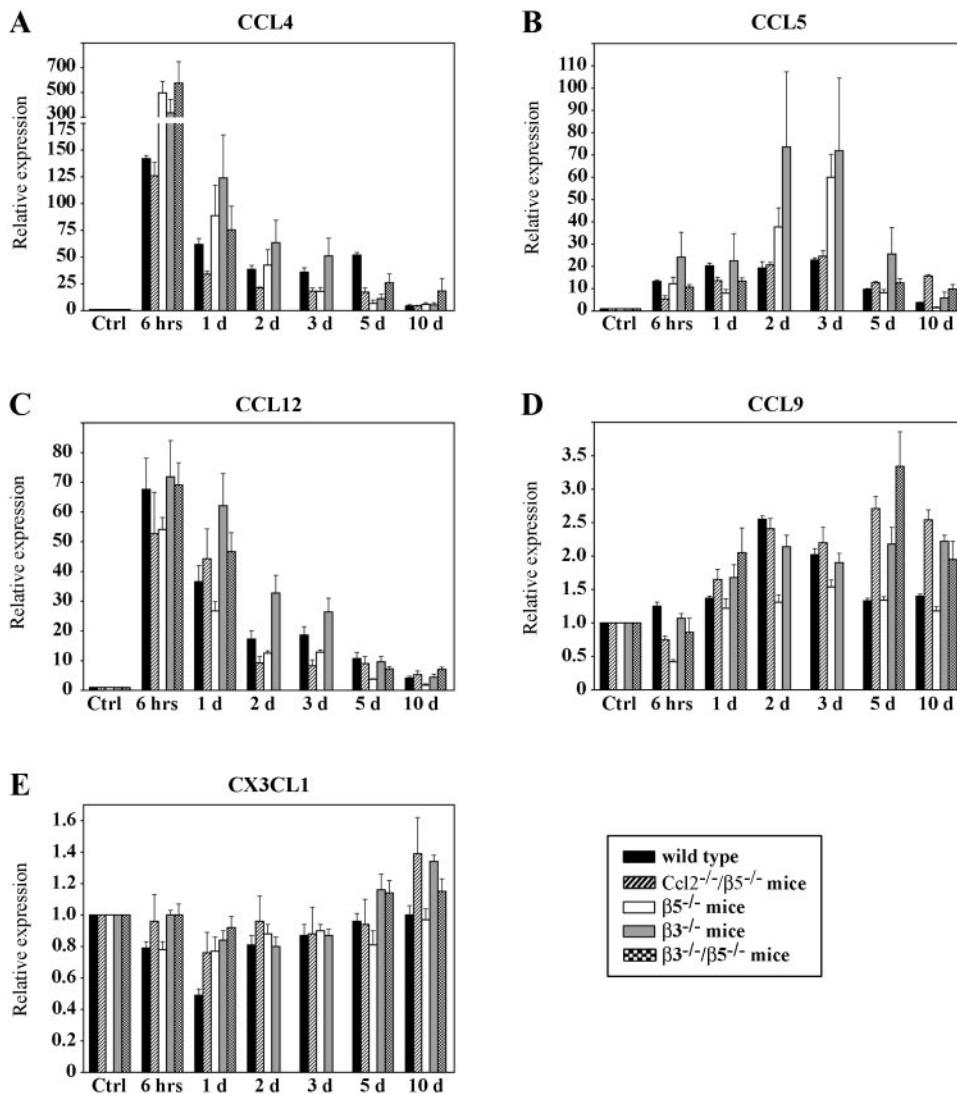 A
CCL4
Relative expression
700
500
300
175
150
125
100
75
50
25
0
Ctrl 6 hrs 1 d 2 d 3 d 5 d 10 d
B
CCL5
Relative expression
110
100
90
80
70
60
50
40
30
20
10
0
Ctrl 6 hrs 1 d 2 d 3 d 5 d 10 d
C
CCL12
Relative expression
80
70
60
50
40
30
20
10
0
Ctrl 6 hrs 1 d 2 d 3 d 5 d 10 d
D
CCL9
Relative expression
3.5
3.0
2.5
2.0
1.5
1.0
0.5
0
Ctrl 6 hrs 1 d 2 d 3 d 5 d 10 d
E
CX3CL1
Relative expression
1.6
1.4
1.2
1.0
0.8
0.6
0.4
0.2
0
Ctrl 6 hrs 1 d 2 d 3 d 5 d 10 d
wild type
Ccl2⁻/⁻/β5⁻/⁻ mice
β5⁻/⁻ mice
β3⁻/⁻ mice
β3⁻/⁻/β5⁻/⁻ mice